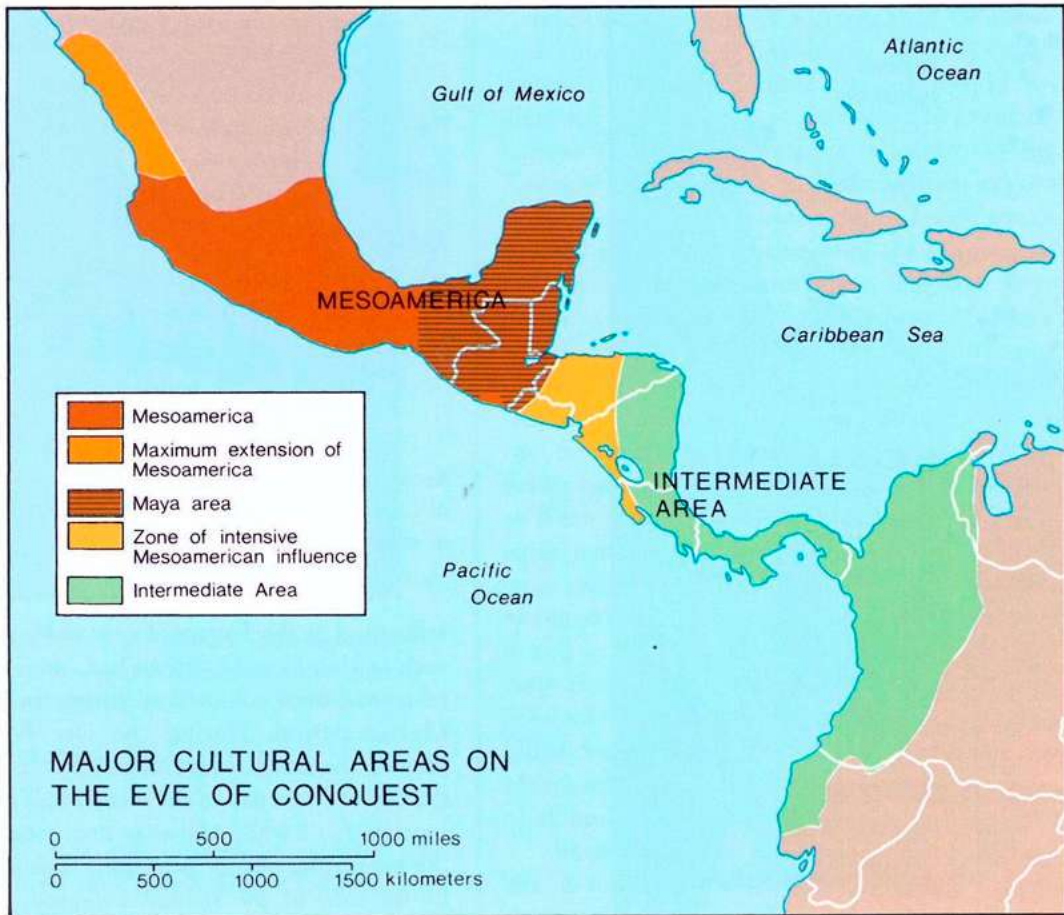 Atlantic
Ocean
Gulf of Mexico
MESOAMERICA
Caribbean Sea
Mesoamerica
Maximum extension of
Mesoamerica
Maya area
Zone of intensive
Mesoamerican influence
Intermediate Area
INTERMEDIATE
AREA
Pacific
Ocean
MAJOR CULTURAL AREAS ON
THE EVE OF CONQUEST
0 500 1000 miles
0 500 1000 1500 kilometers